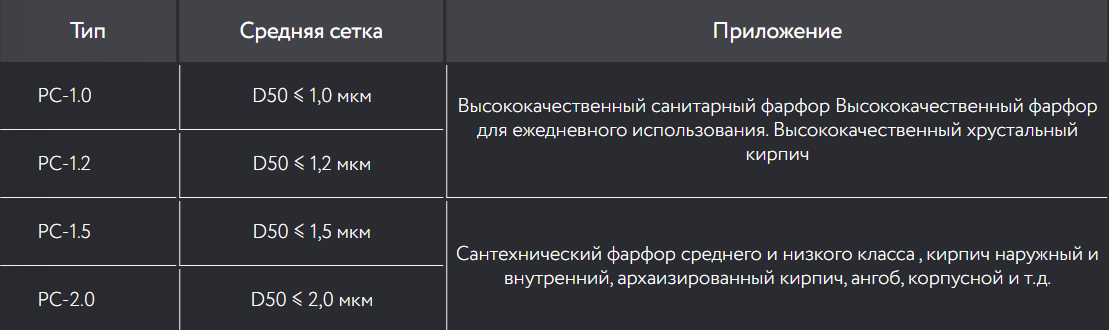 Тип
Средняя сетка
Приложение
PC-1.0
D50 ⩽ 1,0 мкм
Высококачественный санитарный фарфор Высококачественный фарфор
для ежедневного использования. Высококачественный хрустальный
кирпич
PC-1.2
D50 ⩽ 1,2 мкм
PC-1.5
D50 ⩽ 1,5 мкм
Сантехнический фарфор среднего и низкого класса , кирпич наружный и
внутренний, архаизированный кирпич, ангоб, корпусной и т.д.
PC-2.0
D50 ⩽ 2,0 мкм